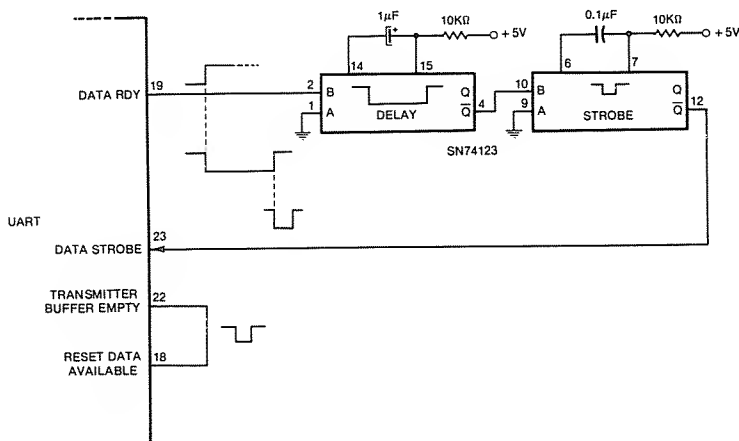 1μF
10KΩ
+ 5V
0.1μF
10KΩ
+ 5V
14
15
6
7
19
DATA RDY
2
B
Q
1
A
Q̅
4
DELAY
10
B
Q
9
A
Q̅
12
STROBE
SN74123
UART
23
DATA STROBE
TRANSMITTER
BUFFER EMPTY
22
RESET DATA
AVAILABLE
18